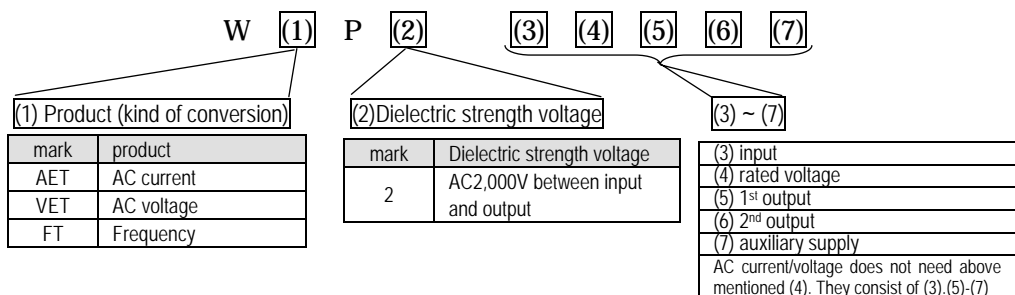 W (1) P (2) (3) (4) (5) (6) (7)
(1) Product (kind of conversion)
mark product
AET AC current
VET AC voltage
FT Frequency
(2)Dielectric strength voltage
mark Dielectric strength voltage
2 AC2,000V between input
and output
(3) ~ (7)
(3) input
(4) rated voltage
(5) 1st output
(6) 2nd output
(7) auxiliary supply
AC current/voltage does not need above
mentioned (4). They consist of (3),(5)-(7)